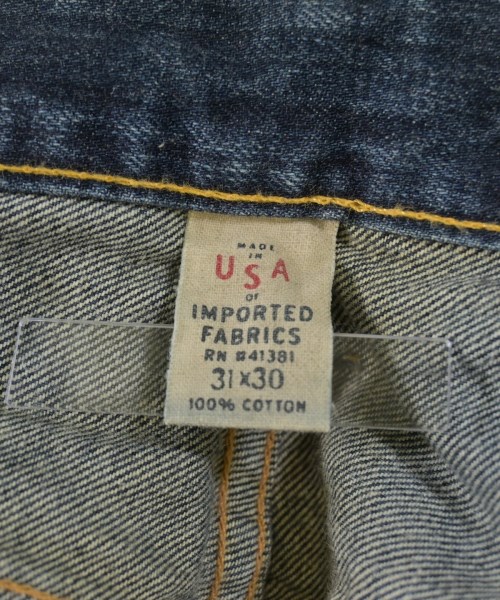 MADE
IN
USA
OF
IMPORTED
FABRICS
RN #41381
31x30
100% COTTON